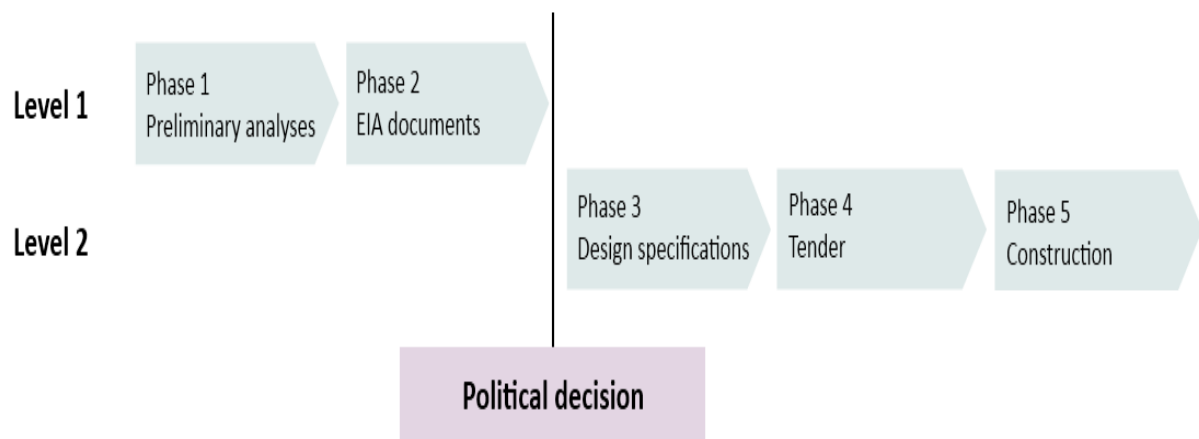 Level 1
Phase 1
Preliminary analyses
Phase 2
EIA documents
Level 2
Phase 3
Design specifications
Phase 4
Tender
Phase 5
Construction
Political decision